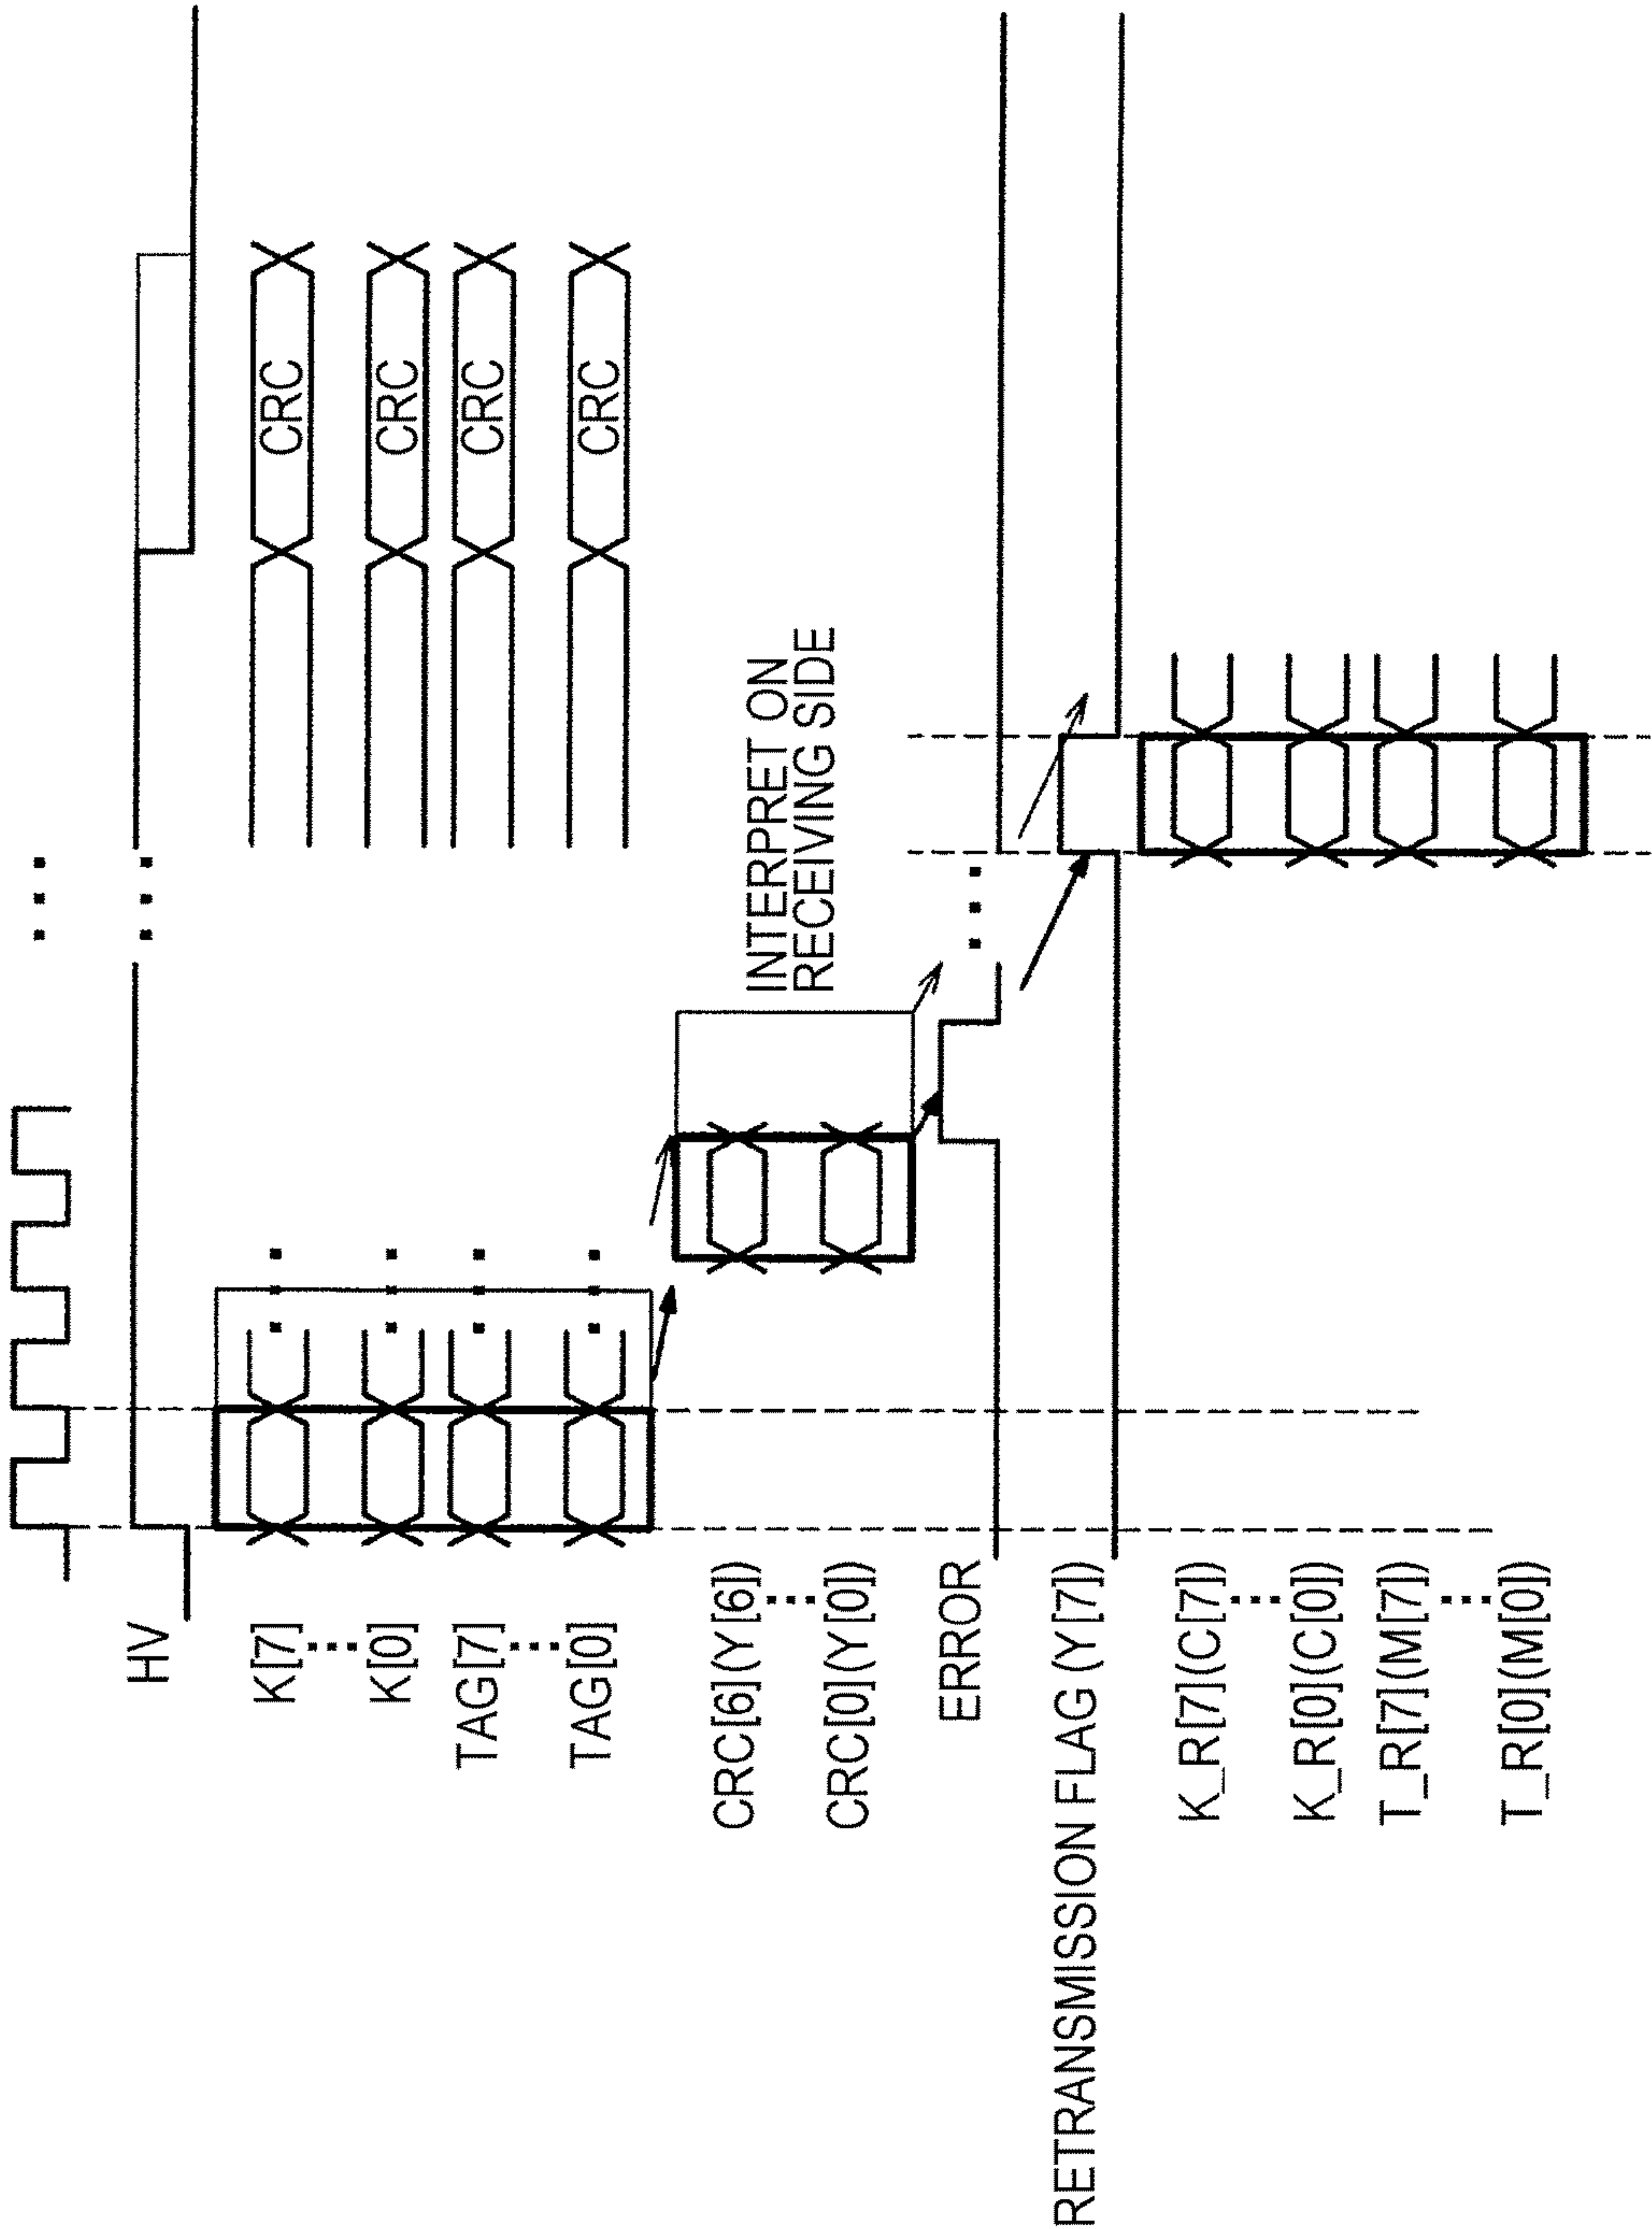 HV
K[7]
K[0]
TAG[7]
TAG[0]
CRC
CRC
CRC
CRC
CRC[6](Y[6])
CRC[0](Y[0])
INTERPRET ON
RECEIVING SIDE
ERROR
RETRANSMISSION FLAG (Y[7])
K_R[7](C[7])
K_R[0](C[0])
T_R[7](M[7])
T_R[0](M[0])